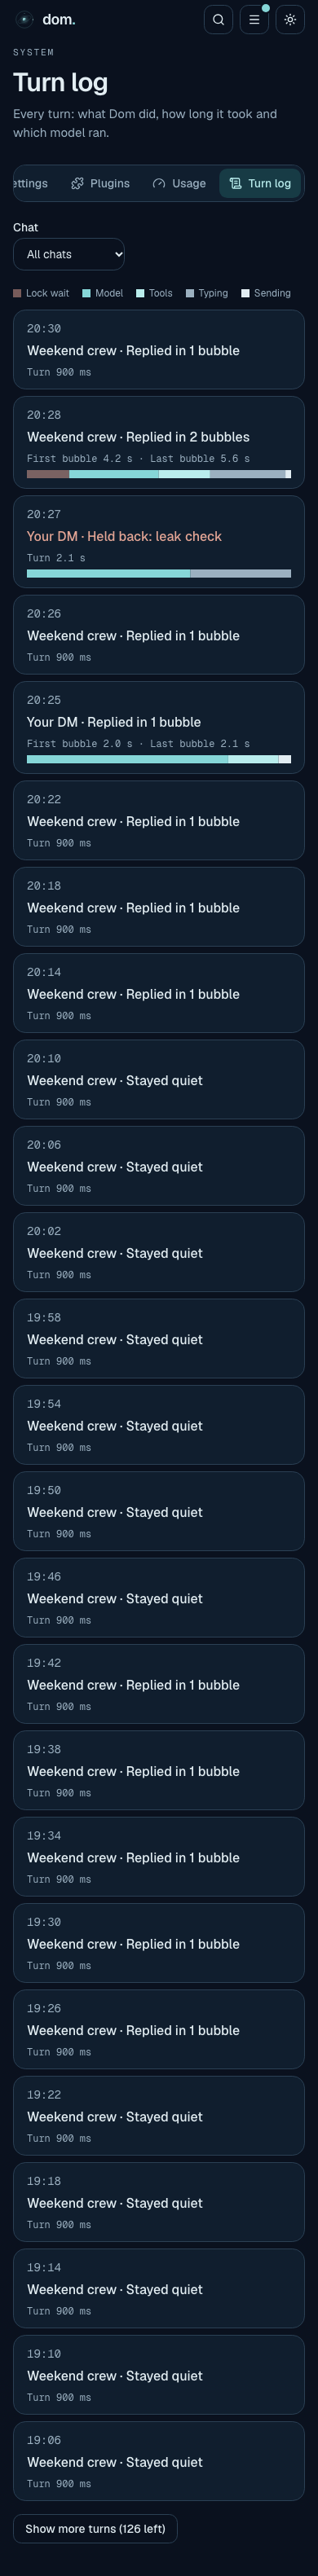 dom.
SYSTEM
Turn log
Every turn: what Dom did, how long it took and
which model ran.
ettings Plugins Usage Turn log
Chat
All chats
Lock wait Model Tools Typing Sending
20:30
Weekend crew · Replied in 1 bubble
Turn 900 ms
20:28
Weekend crew · Replied in 2 bubbles
First bubble 4.2 s · Last bubble 5.6 s
20:27
Your DM · Held back: leak check
Turn 2.1 s
20:26
Weekend crew · Replied in 1 bubble
Turn 900 ms
20:25
Your DM · Replied in 1 bubble
First bubble 2.0 s · Last bubble 2.1 s
20:22
Weekend crew · Replied in 1 bubble
Turn 900 ms
20:18
Weekend crew · Replied in 1 bubble
Turn 900 ms
20:14
Weekend crew · Replied in 1 bubble
Turn 900 ms
20:10
Weekend crew · Stayed quiet
Turn 900 ms
20:06
Weekend crew · Stayed quiet
Turn 900 ms
20:02
Weekend crew · Stayed quiet
Turn 900 ms
19:58
Weekend crew · Stayed quiet
Turn 900 ms
19:54
Weekend crew · Stayed quiet
Turn 900 ms
19:50
Weekend crew · Stayed quiet
Turn 900 ms
19:46
Weekend crew · Stayed quiet
Turn 900 ms
19:42
Weekend crew · Replied in 1 bubble
Turn 900 ms
19:38
Weekend crew · Replied in 1 bubble
Turn 900 ms
19:34
Weekend crew · Replied in 1 bubble
Turn 900 ms
19:30
Weekend crew · Replied in 1 bubble
Turn 900 ms
19:26
Weekend crew · Replied in 1 bubble
Turn 900 ms
19:22
Weekend crew · Stayed quiet
Turn 900 ms
19:18
Weekend crew · Stayed quiet
Turn 900 ms
19:14
Weekend crew · Stayed quiet
Turn 900 ms
19:10
Weekend crew · Stayed quiet
Turn 900 ms
19:06
Weekend crew · Stayed quiet
Turn 900 ms
Show more turns (126 left)